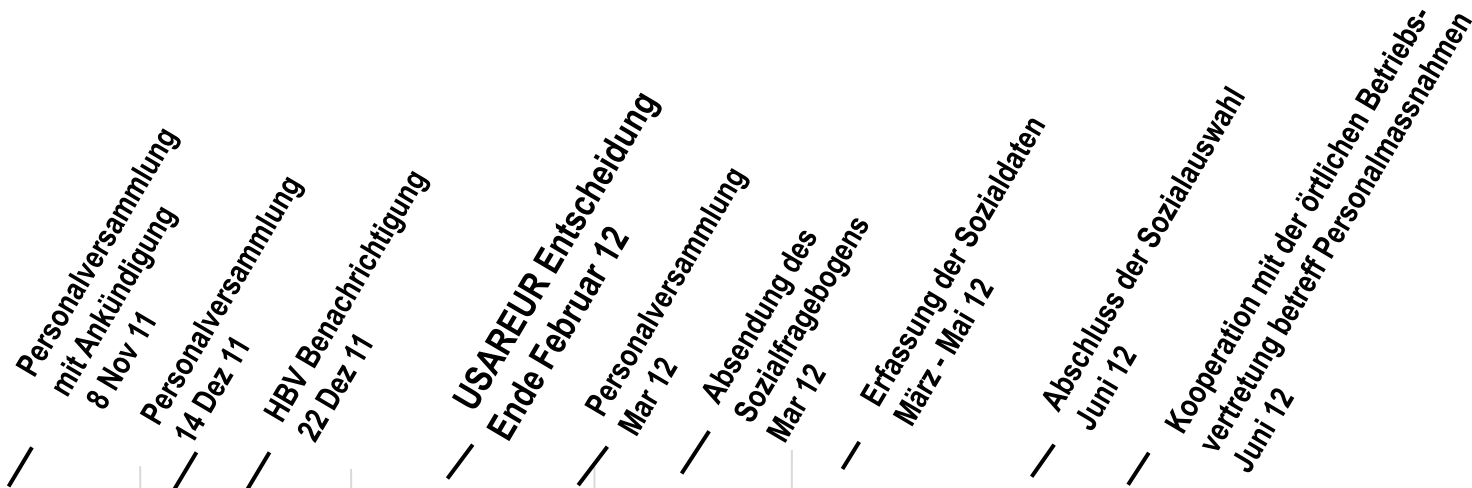 Personalversammlung
mit Ankündigung
8 Nov 11
Personalversammlung
14 Dez 11
HBV Benachrichtigung
22 Dez 11
USAREUR Entscheidung
Ende Februar 12
Personalversammlung
Mar 12
Absendung des
Sozialfragebogens
Mar 12
Erfassung der Sozialdaten
März - Mai 12
Abschluss der Sozialauswahl
Juni 12
Kooperation mit der örtlichen Betriebs-
vertretung betreff Personalmassnahmen
Juni 12